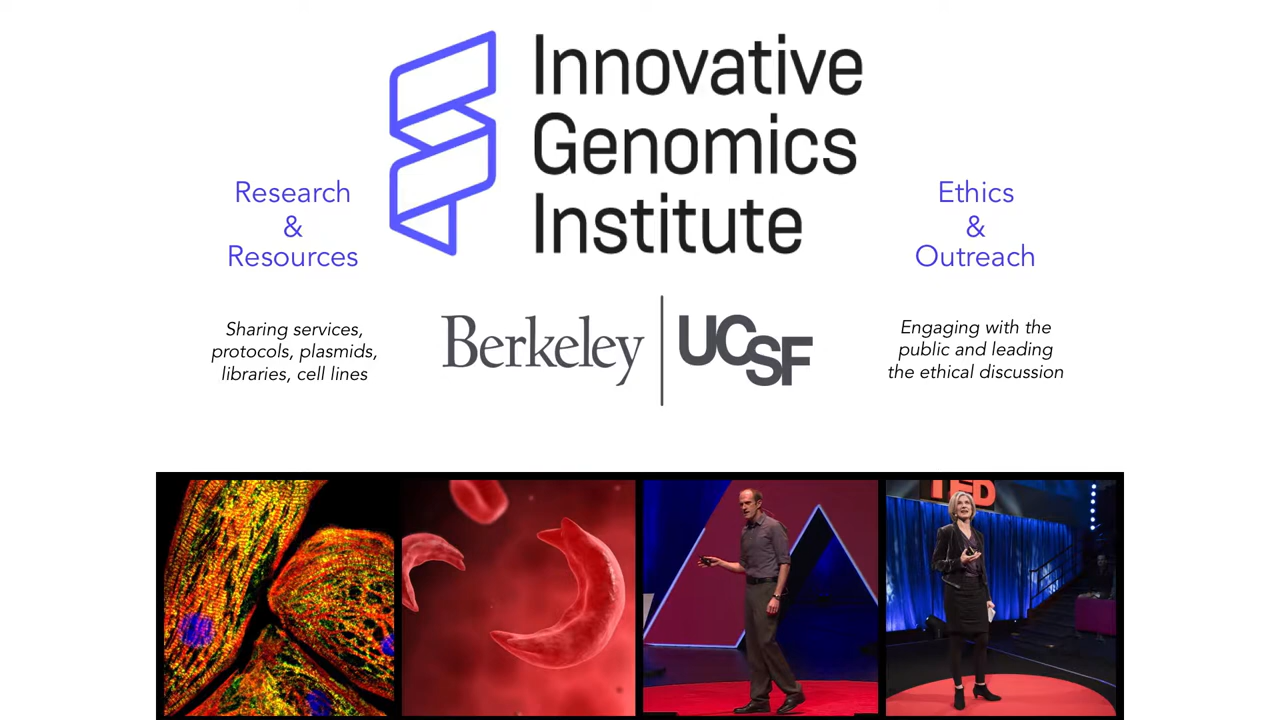 Innovative
Genomics
Institute
Research
&
Resources
Ethics
&
Outreach
Sharing services,
protocols, plasmids,
libraries, cell lines
Berkeley
UCSF
Engaging with the
public and leading
the ethical discussion
TED